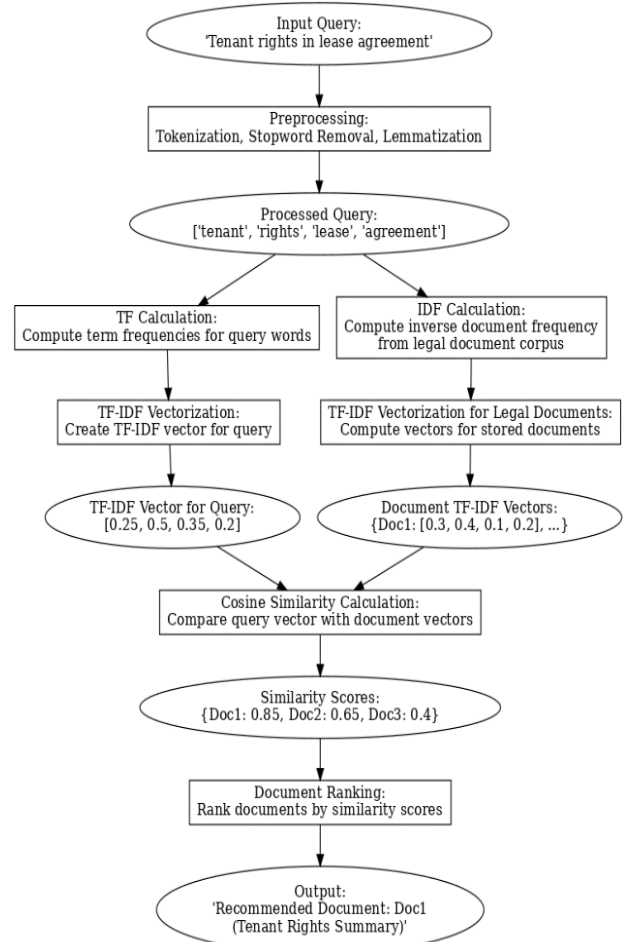 Input Query:
'Tenant rights in lease agreement'
Preprocessing:
Tokenization, Stopword Removal, Lemmatization
Processed Query:
['tenant', 'rights', 'lease', 'agreement']
TF Calculation:
Compute term frequencies for query words
IDF Calculation:
Compute inverse document frequency
from legal document corpus
TF-IDF Vectorization:
Create TF-IDF vector for query
TF-IDF Vectorization for Legal Documents:
Compute vectors for stored documents
TF-IDF Vector for Query:
[0.25, 0.5, 0.35, 0.2]
Document TF-IDF Vectors:
{Doc1: [0.3, 0.4, 0.1, 0.2], ...}
Cosine Similarity Calculation:
Compare query vector with document vectors
Similarity Scores:
{Doc1: 0.85, Doc2: 0.65, Doc3: 0.4}
Document Ranking:
Rank documents by similarity scores
Output:
'Recommended Document: Doc1
(Tenant Rights Summary)'